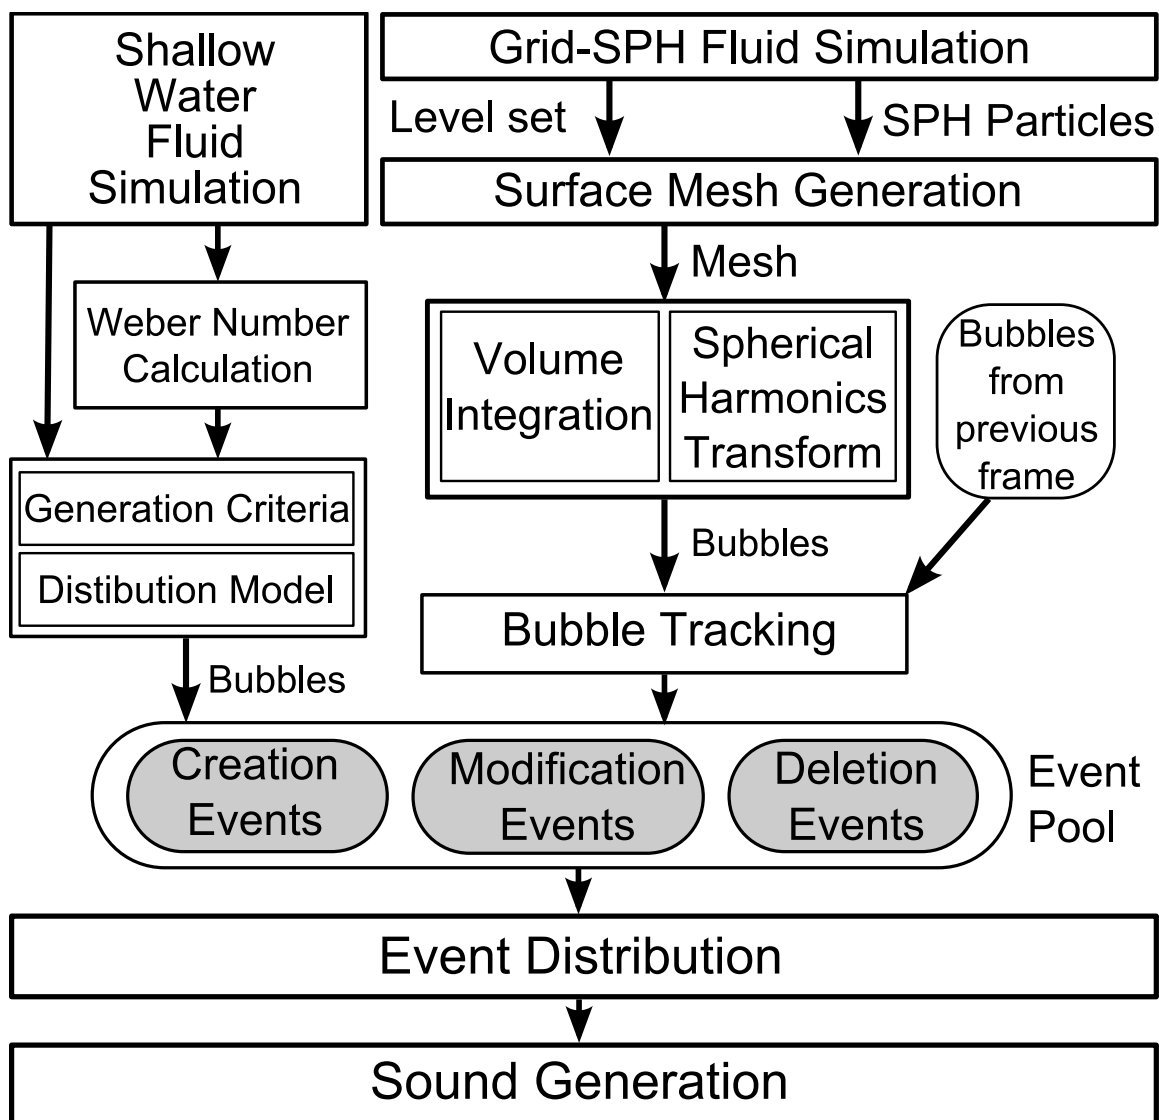 Shallow
Water
Fluid
Simulation
Grid-SPH Fluid Simulation
Level set
SPH Particles
Surface Mesh Generation
Mesh
Weber Number
Calculation
Volume
Integration
Spherical
Harmonics
Transform
Bubbles
from
previous
frame
Generation Criteria
Distibution Model
Bubbles
Bubble Tracking
Bubbles
Creation
Events
Modification
Events
Deletion
Events
Event
Pool
Event Distribution
Sound Generation